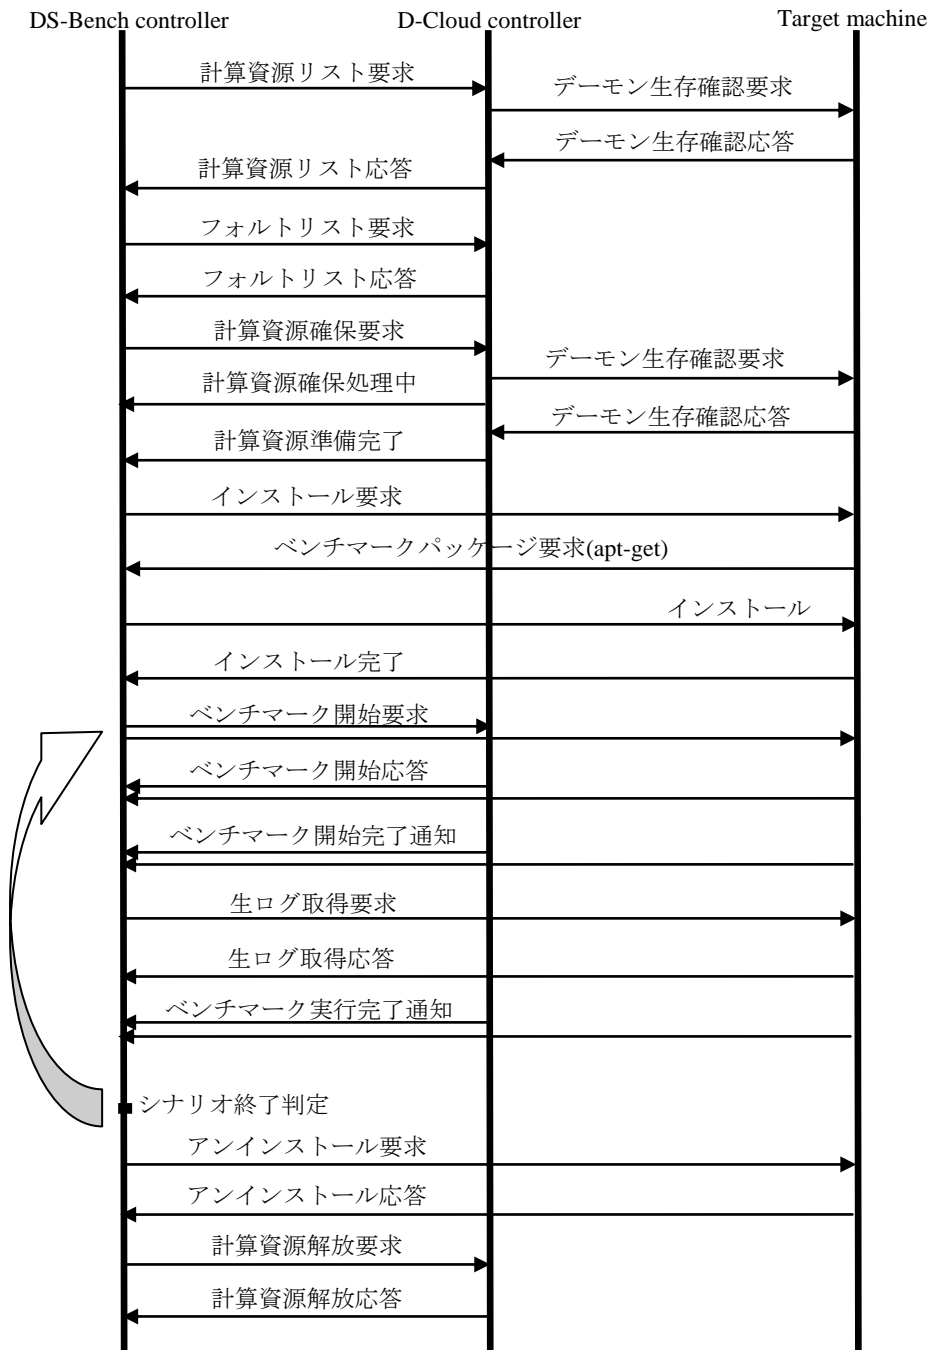 DS-Bench controller
D-Cloud controller
Target machine
計算資源リスト要求
デーモン生存確認要求
デーモン生存確認応答
計算資源リスト応答
フォルトリスト要求
フォルトリスト応答
計算資源確保要求
デーモン生存確認要求
計算資源確保処理中
デーモン生存確認応答
計算資源準備完了
インストール要求
ベンチマークパッケージ要求(apt-get)
インストール
インストール完了
ベンチマーク開始要求
ベンチマーク開始応答
ベンチマーク開始完了通知
生ログ取得要求
生ログ取得応答
ベンチマーク実行完了通知
シナリオ終了判定
アンインストール要求
アンインストール応答
計算資源解放要求
計算資源解放応答